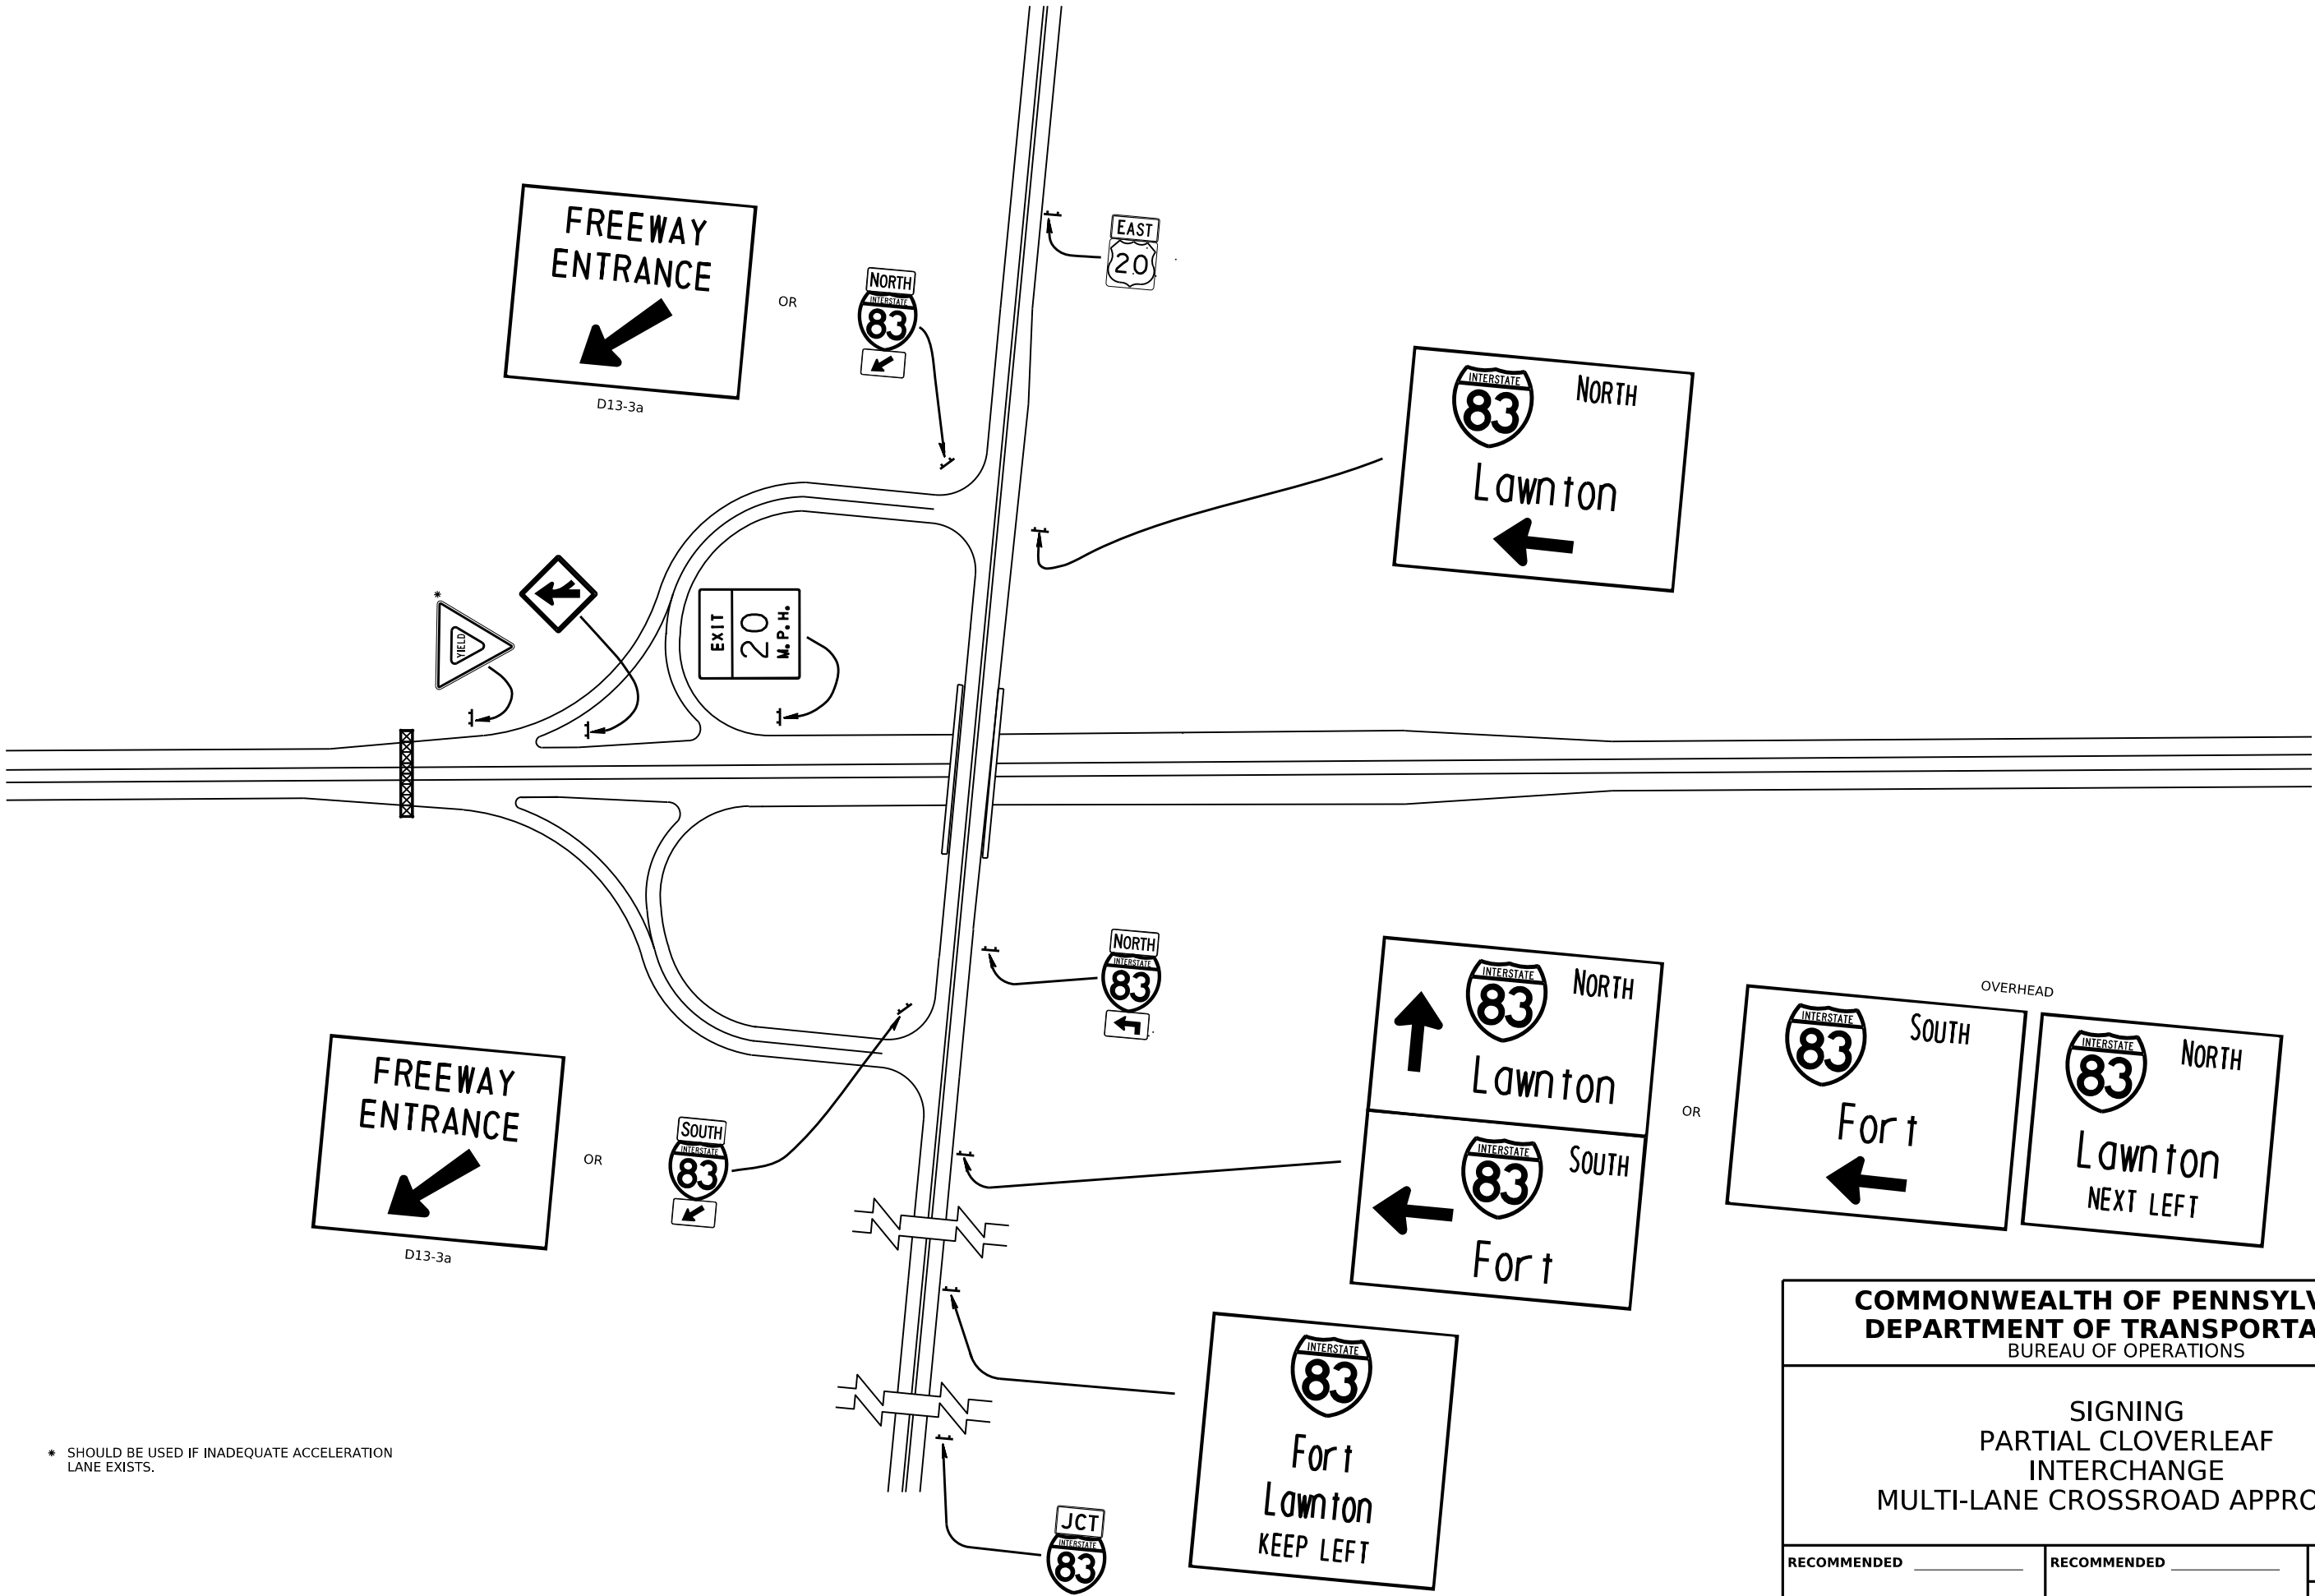 FREEWAY
ENTRANCE
D13-3a
OR
NORTH
INTERSTATE
83
EAST
20
INTERSTATE
83
NORTH
Lawnton
*
YIELD
EXIT
20
M.P.H.
NORTH
INTERSTATE
83
INTERSTATE
83
NORTH
Lawnton
INTERSTATE
83
SOUTH
Fort
OR
OVERHEAD
INTERSTATE
83
SOUTH
Fort
INTERSTATE
83
NORTH
Lawnton
NEXT LEFT
FREEWAY
ENTRANCE
D13-3a
OR
SOUTH
INTERSTATE
83
INTERSTATE
83
Fort
Lawnton
KEEP LEFT
JCT
INTERSTATE
83
* SHOULD BE USED IF INADEQUATE ACCELERATION
LANE EXISTS.
COMMONWEALTH OF PENNSYLV
DEPARTMENT OF TRANSPORTA
BUREAU OF OPERATIONS
SIGNING
PARTIAL CLOVERLEAF
INTERCHANGE
MULTI-LANE CROSSROAD APPRO
RECOMMENDED
RECOMMENDED